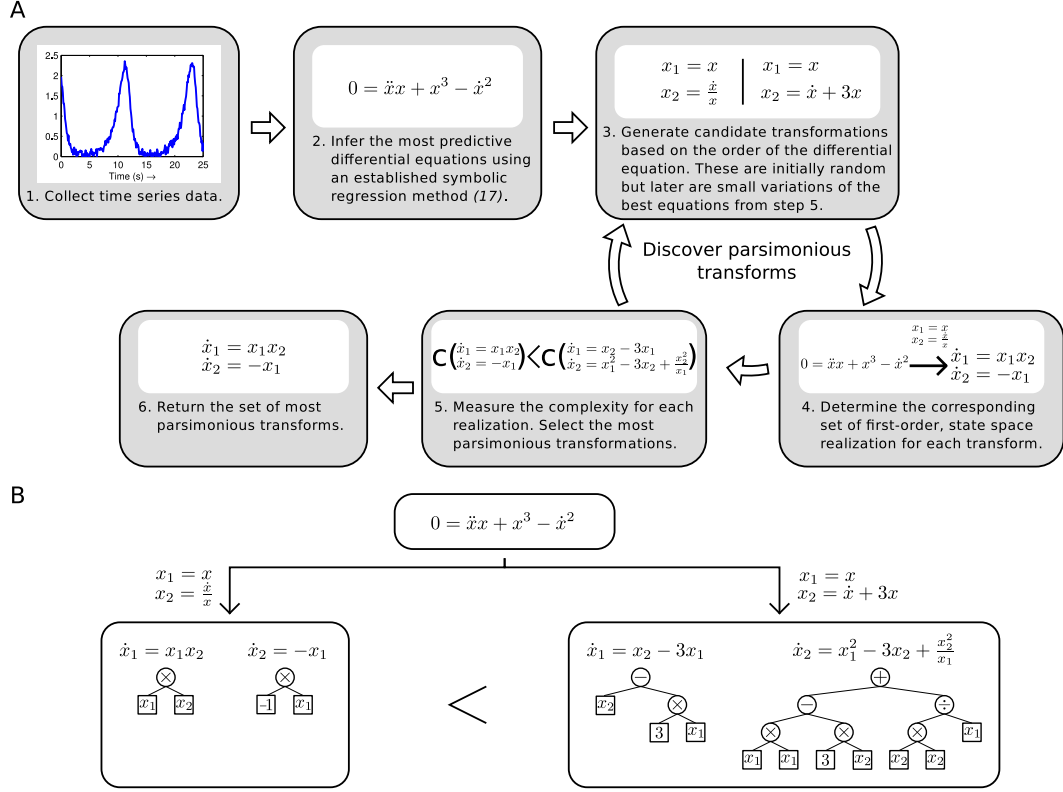 A
2.5
2
1.5
1
0.5
0
0 5 10 15 20 25
Time (s) →
1. Collect time series data.
0 = ẍx + x³ − ẋ²
2. Infer the most predictive
differential equations using
an established symbolic
regression method (17).
x₁ = x | x₁ = x
x₂ = ẋ/x | x₂ = ẋ + 3x
3. Generate candidate transformations
based on the order of the differential
equation. These are initially random
but later are small variations of the
best equations from step 5.
Discover parsimonious
transforms
x₁ = x
x₂ = ẋ/x
0 = ẍx + x³ − ẋ² → ẋ₁ = x₁x₂
ẋ₂ = −x₁
4. Determine the corresponding
set of first-order, state space
realization for each transform.
C(ẋ₁ = x₁x₂ ẋ₂ = −x₁) < C(ẋ₁ = x₂ − 3x₁ ẋ₂ = x₁² − 3x₂ + x₂²/x₁)
5. Measure the complexity for each
realization. Select the most
parsimonious transformations.
ẋ₁ = x₁x₂
ẋ₂ = −x₁
6. Return the set of most
parsimonious transforms.
B
0 = ẍx + x³ − ẋ²
x₁ = x
x₂ = ẋ/x
x₁ = x
x₂ = ẋ + 3x
ẋ₁ = x₁x₂ ẋ₂ = −x₁
× ×
x₁ x₂ -1 x₁
<
ẋ₁ = x₂ − 3x₁ ẋ₂ = x₁² − 3x₂ + x₂²/x₁
− +
x₂ × − ÷
3 x₁ × × × x₁
x₁ x₁ 3 x₂ x₂ x₂